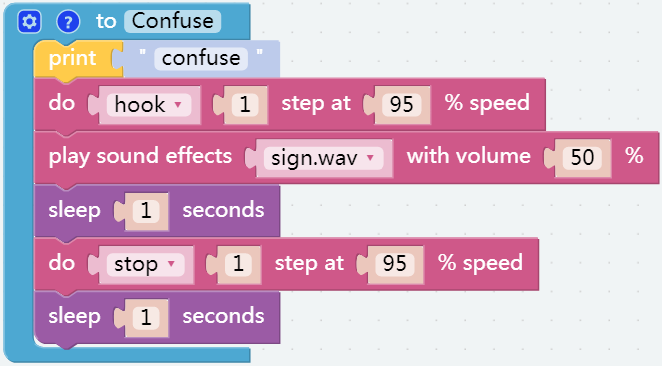 ? to Confuse
print " confuse "
do hook 1 step at 95 % speed
play sound effects sign.wav with volume 50 %
sleep 1 seconds
do stop 1 step at 95 % speed
sleep 1 seconds